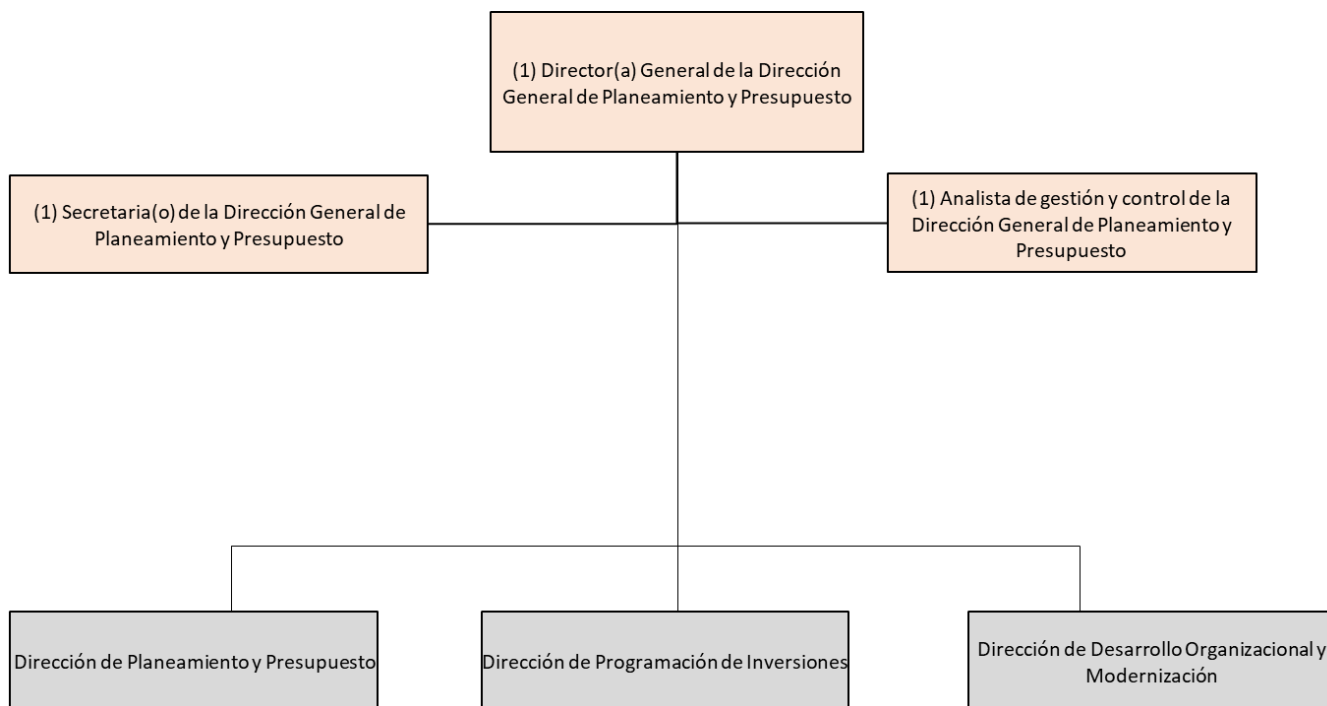 (1) Director(a) General de la Dirección
General de Planeamiento y Presupuesto
(1) Secretaria(o) de la Dirección General de
Planeamiento y Presupuesto
(1) Analista de gestión y control de la
Dirección General de Planeamiento y
Presupuesto
Dirección de Planeamiento y Presupuesto
Dirección de Programación de Inversiones
Dirección de Desarrollo Organizacional y
Modernización